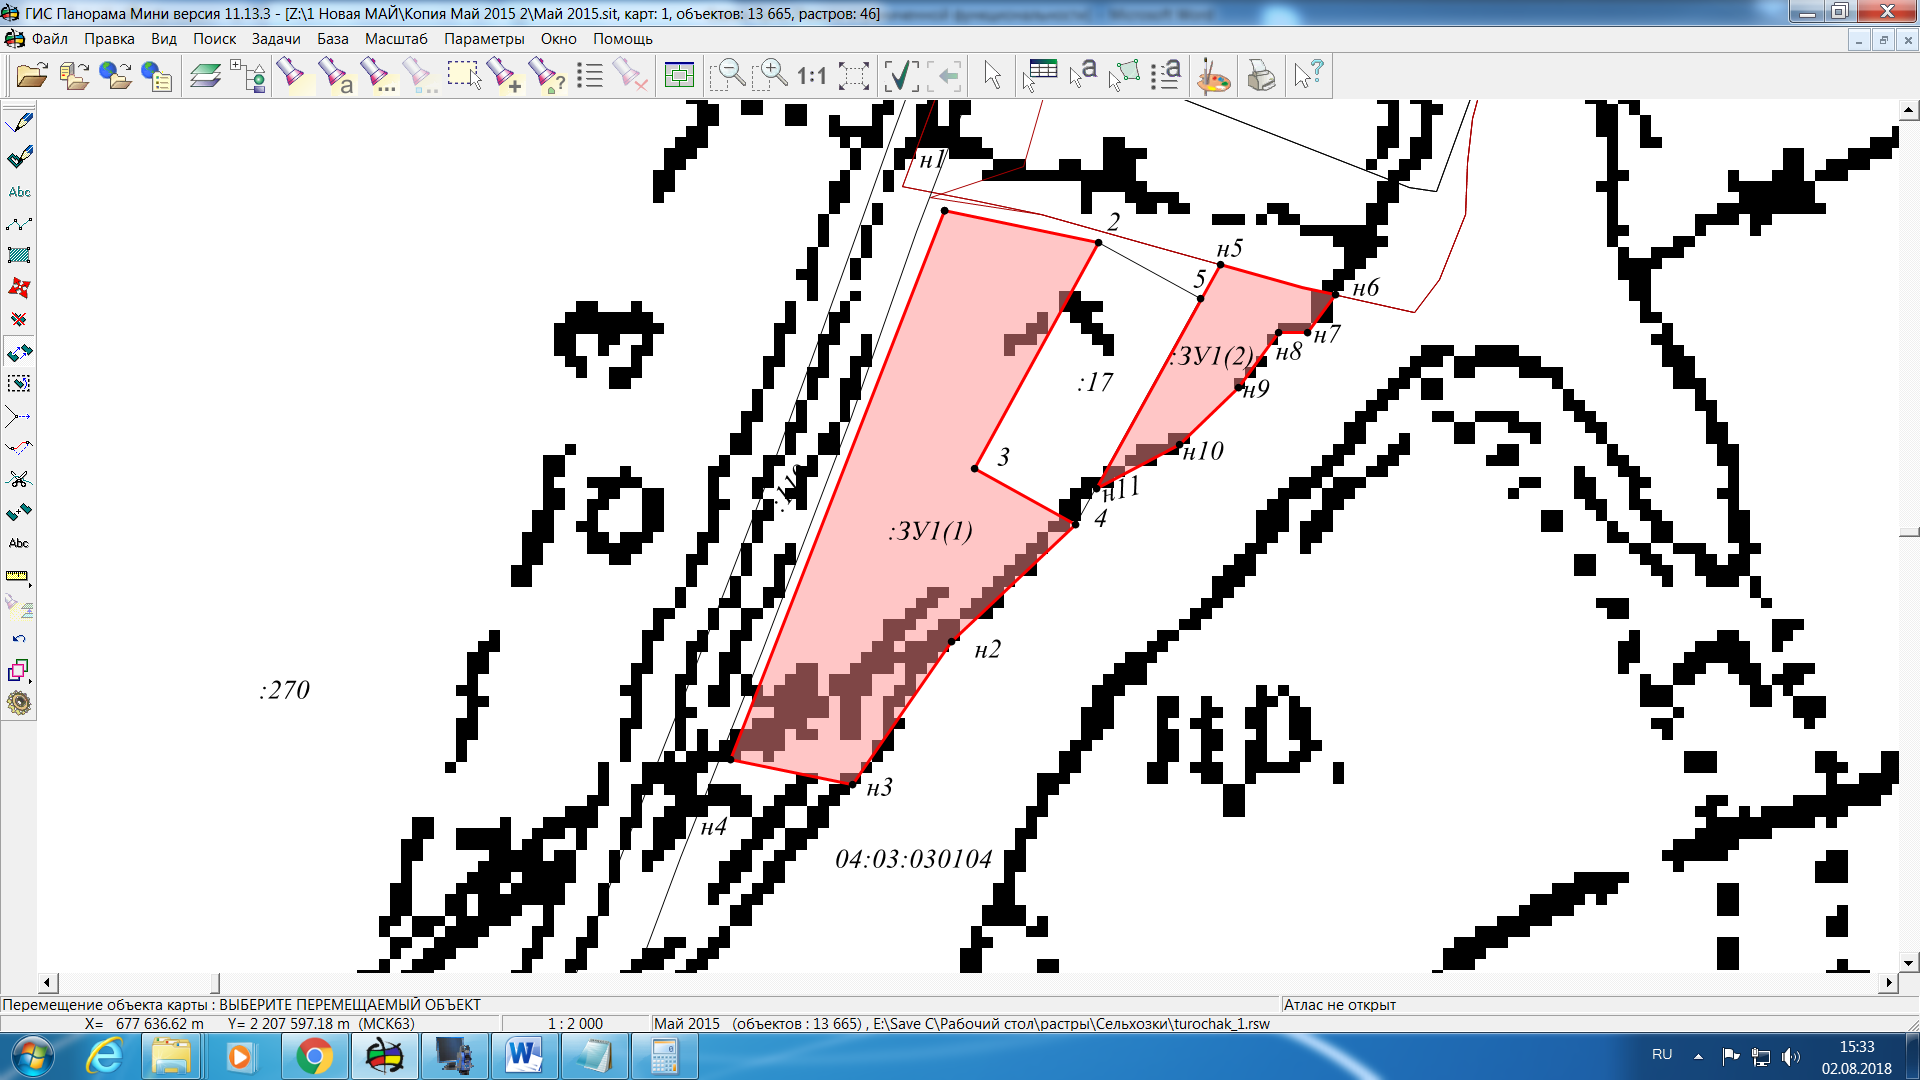 ГИС Панорама Мини версия 11.13.3 - [Z:\1 Новая МАЙ\Копия Май 2015 2\Май 2015.sit, карт: 1, объектов: 13 665, растров: 46]
Файл Правка Вид Поиск Задачи База Масштаб Параметры Окно Помощь
1:1
Abc
Abc
н1
2
н5
5
н6
н7
н8
:ЗУ1(2)
:17
н9
н10
3
н11
4
:ЗУ1(1)
н2
:270
н3
н4
04:03:030104
Перемещение объекта карты : ВЫБЕРИТЕ ПЕРЕМЕЩАЕМЫЙ ОБЪЕКТ
Атлас не открыт
X= 677 636.62 m Y= 2 207 597.18 m (МСК63)
1 : 2 000
Май 2015 (объектов : 13 665) , E:\Save C\Рабочий стол\растры\Сельхозки\turochak_1.rsw
RU
15:33
02.08.2018